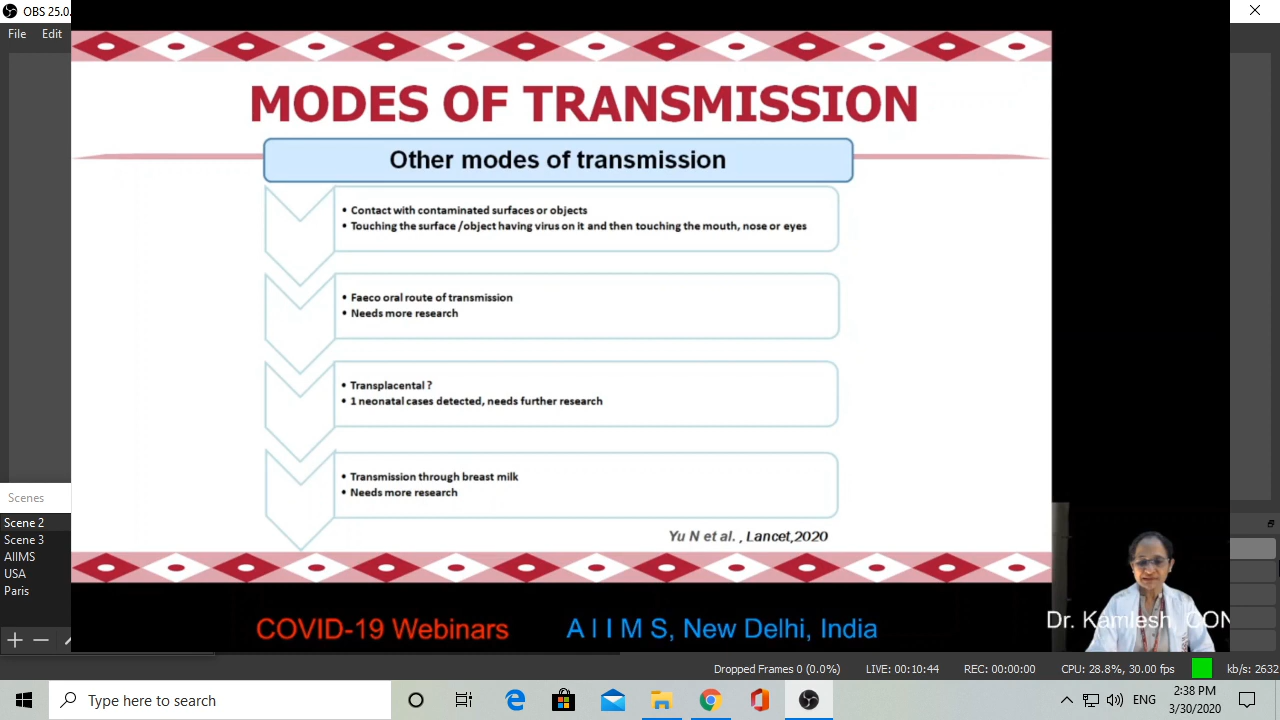 OBS 25.0.
File Edit
MODES OF TRANSMISSION
Other modes of transmission
• Contact with contaminated surfaces or objects
• Touching the surface /object having virus on it and then touching the mouth, nose or eyes
• Faeco oral route of transmission
• Needs more research
• Transplacental ?
• 1 neonatal cases detected, needs further research
• Transmission through breast milk
• Needs more research
Yu N et al. , Lancet,2020
Scenes
Scene 2
Scene 3
AIIMS
USA
Paris
Dr. Kamlesh, CON
COVID-19 Webinars
A I I M S, New Delhi, India
Dropped Frames 0 (0.0%) LIVE: 00:10:44 REC: 00:00:00 CPU: 28.8%, 30.00 fps kb/s: 2632
Type here to search
ENG
2:38 PM
3/30/2020